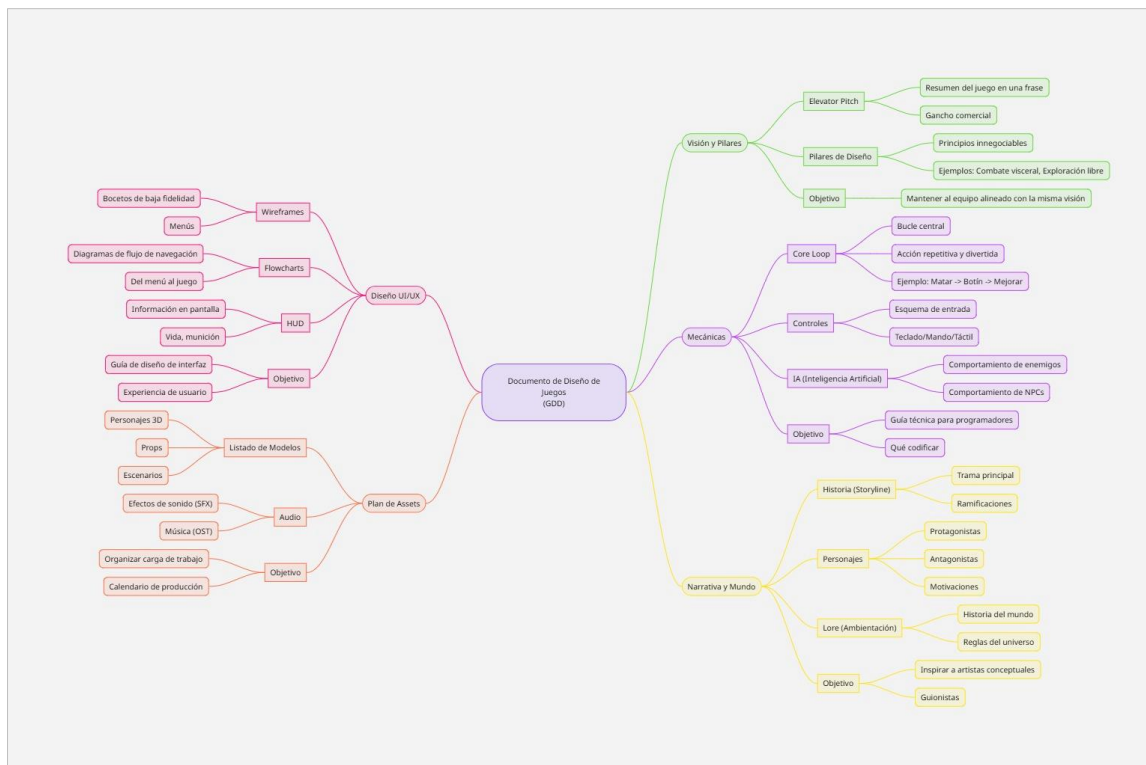 Documento de Diseño de
Juegos
(GDD)
Visión y Pilares
Elevator Pitch
Resumen del juego en una frase
Gancho comercial
Pilares de Diseño
Principios innegociables
Ejemplos: Combate visceral, Exploración libre
Objetivo
Mantener al equipo alineado con la misma visión
Mecánicas
Core Loop
Bucle central
Acción repetitiva y divertida
Ejemplo: Matar -> Botín -> Mejorar
Controles
Esquema de entrada
Teclado/Mando/Táctil
IA (Inteligencia Artificial)
Comportamiento de enemigos
Comportamiento de NPCs
Objetivo
Guía técnica para programadores
Qué codificar
Narrativa y Mundo
Historia (Storyline)
Trama principal
Ramificaciones
Personajes
Protagonistas
Antagonistas
Motivaciones
Lore (Ambientación)
Historia del mundo
Reglas del universo
Objetivo
Inspirar a artistas conceptuales
Guionistas
Diseño UI/UX
Wireframes
Bocetos de baja fidelidad
Menús
Flowcharts
Diagramas de flujo de navegación
Del menú al juego
HUD
Información en pantalla
Vida, munición
Objetivo
Guía de diseño de interfaz
Experiencia de usuario
Plan de Assets
Listado de Modelos
Personajes 3D
Props
Escenarios
Audio
Efectos de sonido (SFX)
Música (OST)
Objetivo
Organizar carga de trabajo
Calendario de producción